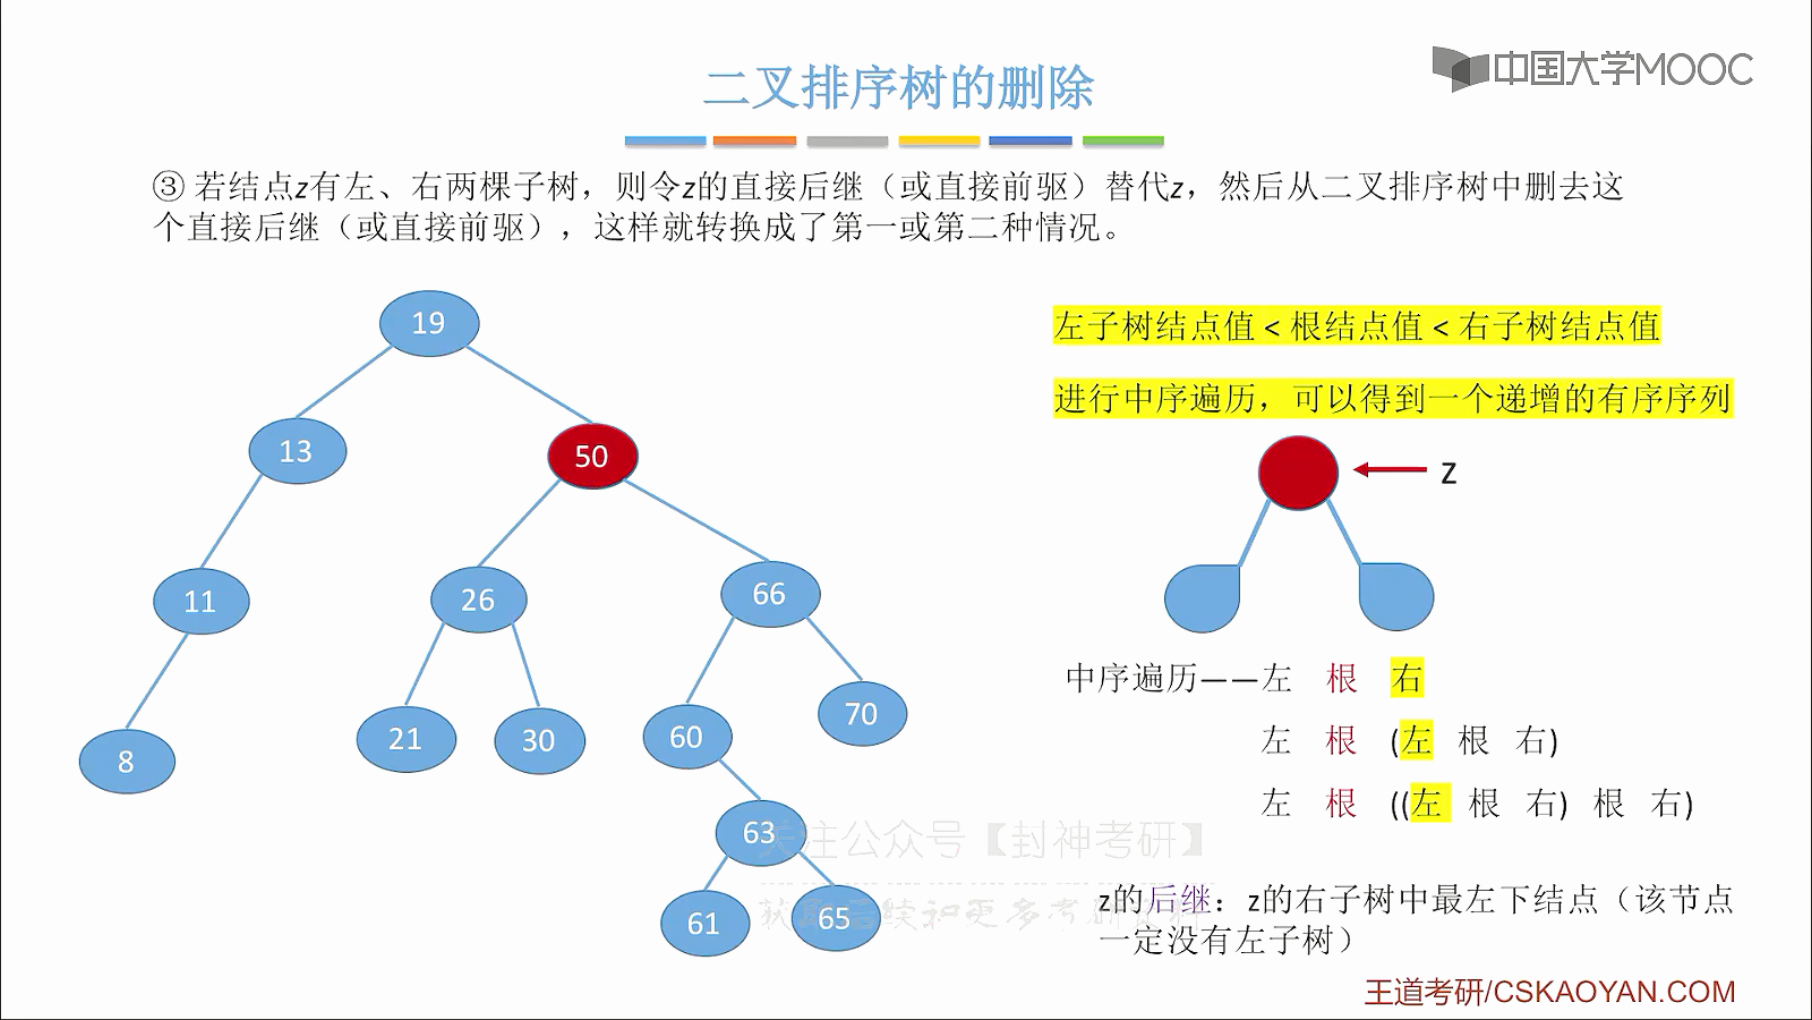 二叉排序树的删除
中国大学MOOC
③ 若结点z有左、右两棵子树，则令z的直接后继（或直接前驱）替代z，然后从二叉排序树中删去这
个直接后继（或直接前驱），这样就转换成了第一或第二种情况。
19
13
50
11
26
66
8
21
30
60
70
63
61
65
左子树结点值 < 根结点值 < 右子树结点值
进行中序遍历，可以得到一个递增的有序序列
z
中序遍历——左 根 右
左 根 (左 根 右)
左 根 ((左 根 右) 根 右)
关注公众号【封神考研】
获取后续和更多考研资料
z的后继：z的右子树中最左下结点（该节点
一定没有左子树）
王道考研/CSKAOYAN.COM